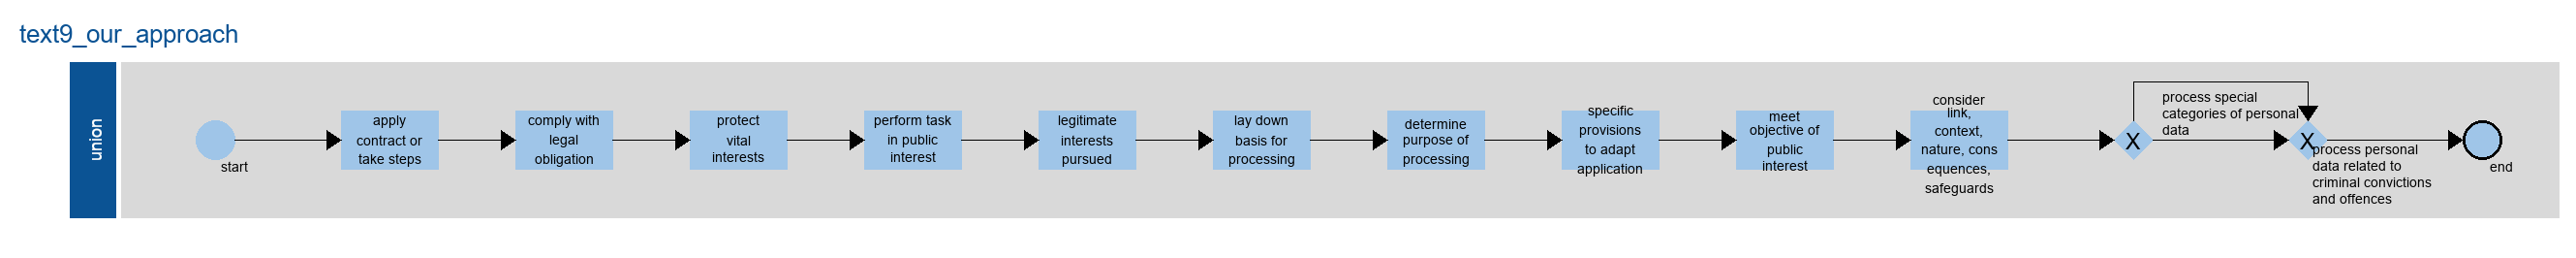 text9_our_approach
union
start
apply
contract or
take steps
comply with
legal
obligation
protect
vital
interests
perform task
in public
interest
legitimate
interests
pursued
lay down
basis for
processing
determine
purpose of
processing
specific
provisions
to adapt
application
meet
objective of
public
interest
consider
link,
context,
nature, cons
equences,
safeguards
X
process special
categories of personal
data
X
process personal
data related to
criminal convictions
and offences
end